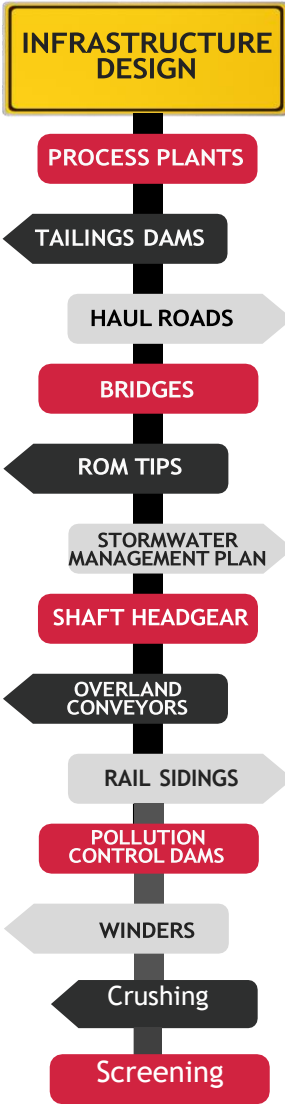 INFRASTRUCTURE
DESIGN
PROCESS PLANTS
TAILINGS DAMS
HAUL ROADS
BRIDGES
ROM TIPS
STORMWATER
MANAGEMENT PLAN
SHAFT HEADGEAR
OVERLAND
CONVEYORS
RAIL SIDINGS
POLLUTION
CONTROL DAMS
WINDERS
Crushing
Screening